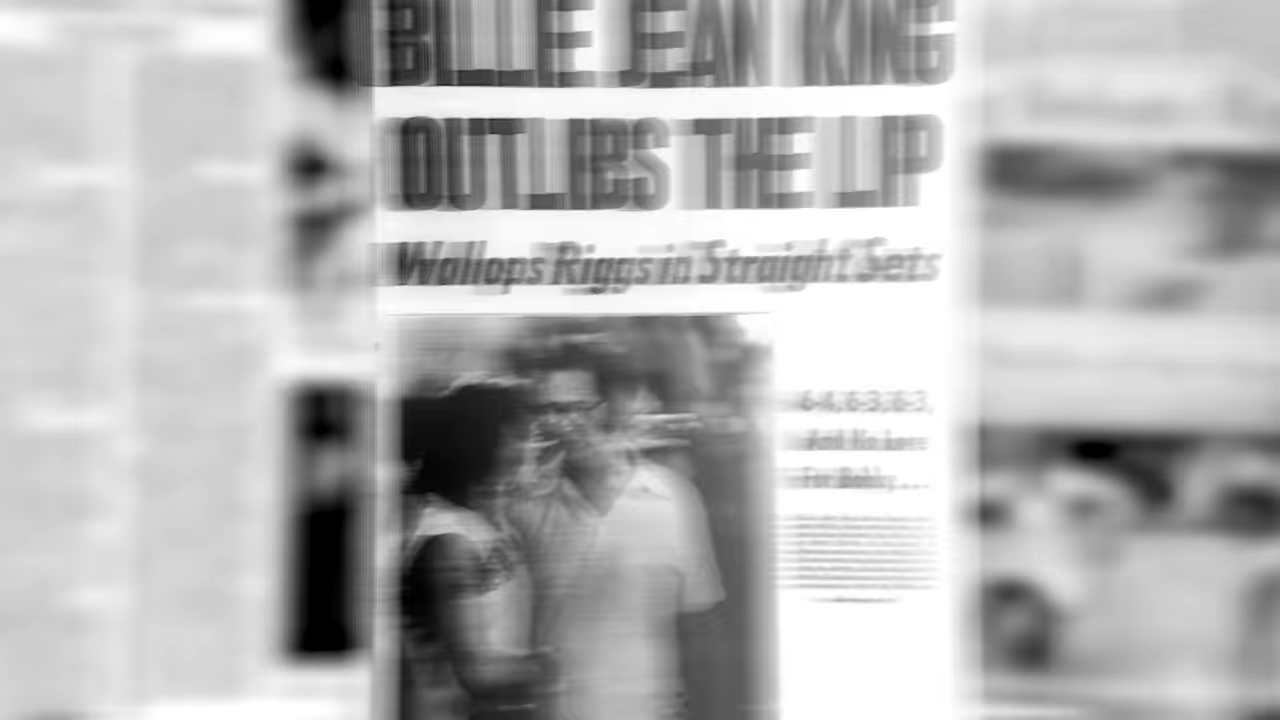 BILLIE JEAN KING
OUTLIBS THE LIP
Wallops Riggs in Straight Sets
6-4, 6-3, 6-3,
And No Love
For Bobby . . .